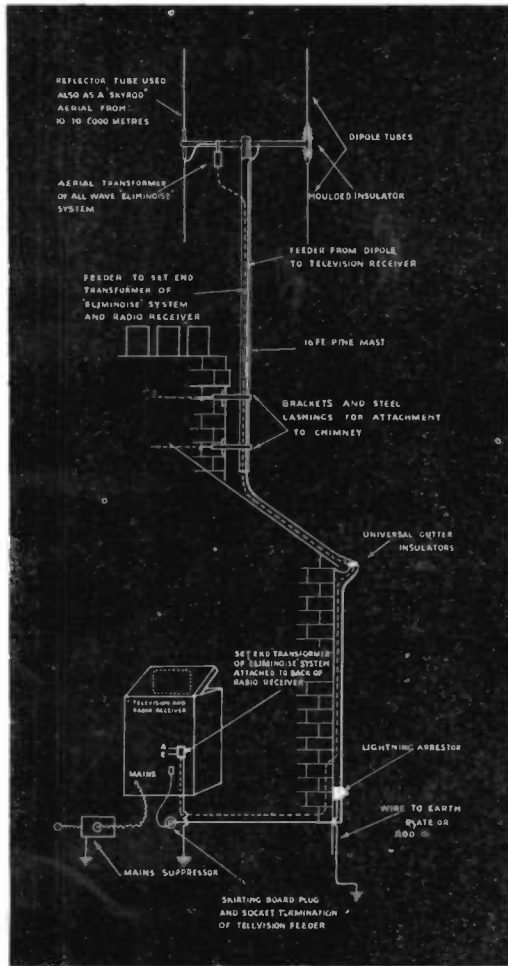 REFLECTOR TUBE USED
ALSO AS A "SKYROD"
AERIAL FROM
10 TO 1,000 METRES
DIPOLE TUBES
AERIAL TRANSFORMER
OF ALL WAVE "ELIMINOISE"
SYSTEM
MOULDED INSULATOR
FEEDER FROM DIPOLE
TO TELEVISION RECEIVER
FEEDER TO SET END
TRANSFORMER OF
"ELIMINOISE" SYSTEM
AND RADIO RECEIVER
16 FT. PINE MAST
BRACKETS AND STEEL
LASHINGS FOR ATTACHMENT
TO CHIMNEY
UNIVERSAL GUTTER
INSULATORS
SET END TRANSFORMER
OF "ELIMINOISE" SYSTEM
ATTACHED TO BACK OF
RADIO RECEIVER
TELEVISION AND
RADIO RECEIVER
A
E
MAINS
LIGHTNING ARRESTOR
WIRE TO EARTH
PLATE OR
ROD
MAINS SUPPRESSOR
SKIRTING BOARD PLUG
AND SOCKET TERMINATION
OF TELEVISION FEEDER